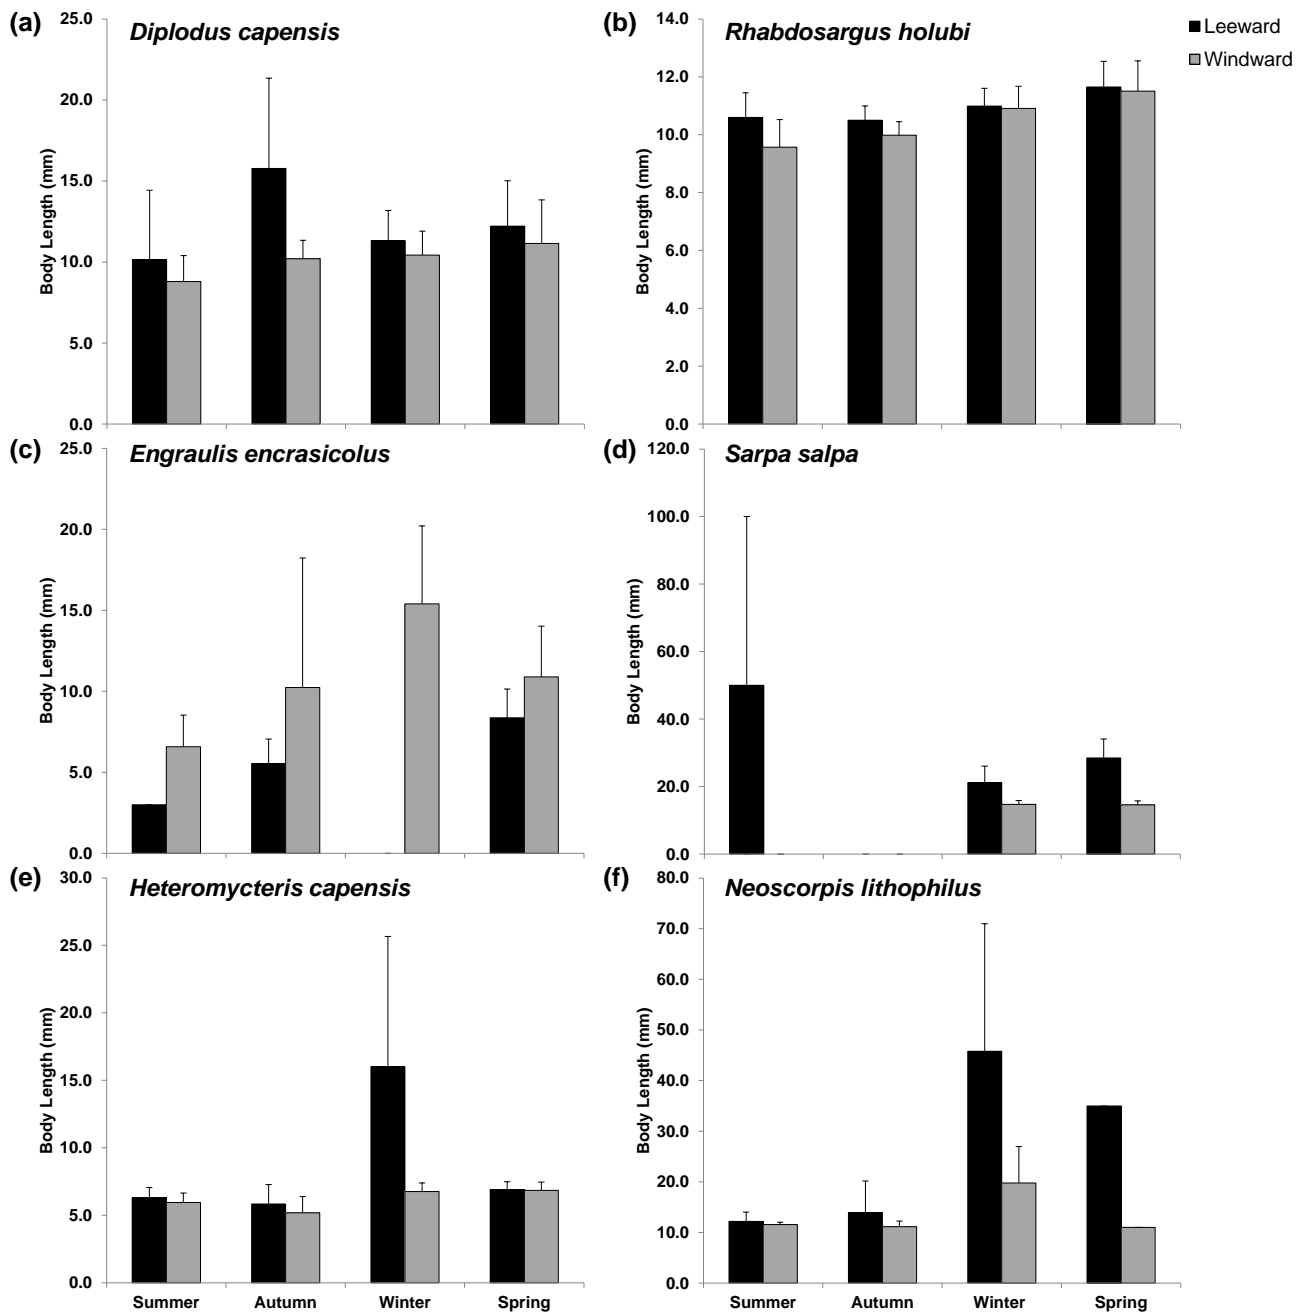 (a)
Diplodus capensis
25.0
20.0
15.0
10.0
5.0
0.0
Body Length (mm)
(b)
Rhabdosargus holubi
14.0
12.0
10.0
8.0
6.0
4.0
2.0
0.0
Body Length (mm)
Leeward
Windward
(c)
Engraulis encrasicolus
25.0
20.0
15.0
10.0
5.0
0.0
Body Length (mm)
(d)
Sarpa salpa
120.0
100.0
80.0
60.0
40.0
20.0
0.0
Body Length (mm)
(e)
Heteromycteris capensis
30.0
25.0
20.0
15.0
10.0
5.0
0.0
Body Length (mm)
Summer Autumn Winter Spring
(f)
Neoscorpis lithophilus
80.0
70.0
60.0
50.0
40.0
30.0
20.0
10.0
0.0
Body Length (mm)
Summer Autumn Winter Spring